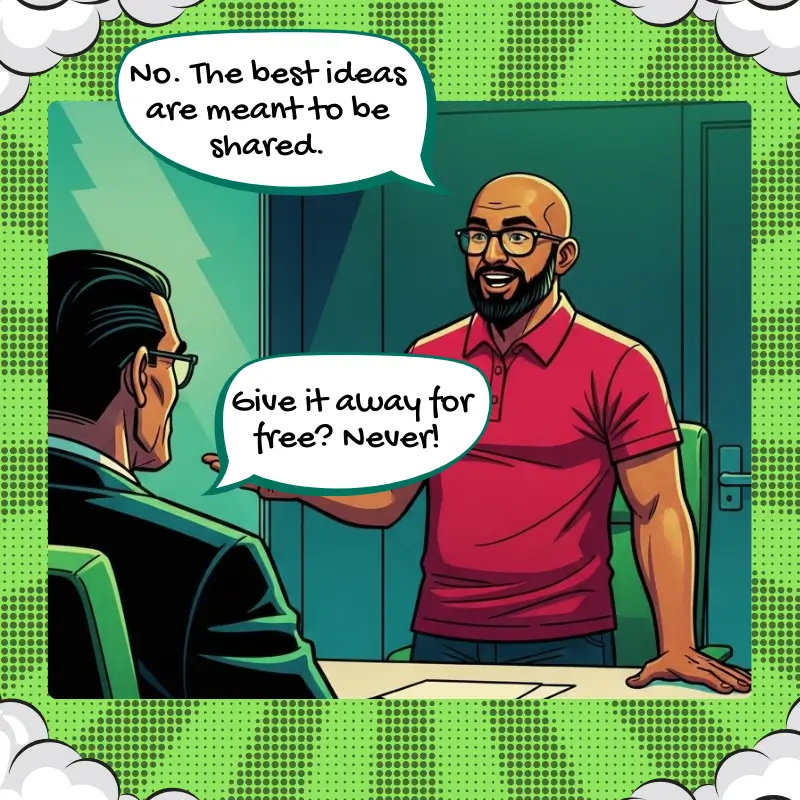 No. The best ideas
are meant to be
shared.
Give it away for
free? Never!